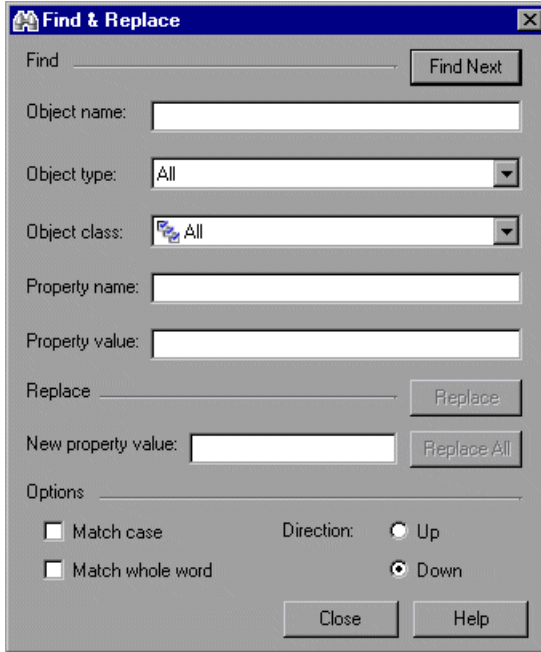 Find & Replace
Find
Find Next
Object name:
Object type: All
Object class: All
Property name:
Property value:
Replace
Replace
New property value:
Replace All
Options
Match case
Direction:
Up
Match whole word
Down
Close
Help